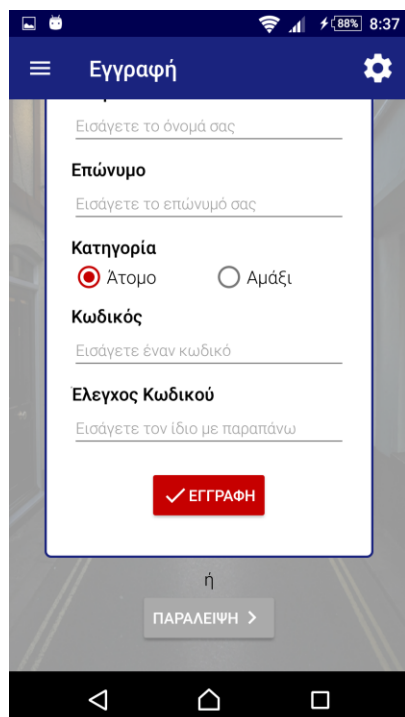 88% 8:37
Εγγραφή
Εισάγετε το όνομά σας
Επώνυμο
Εισάγετε το επώνυμό σας
Κατηγορία
Άτομο Αμάξι
Κωδικός
Εισάγετε έναν κωδικό
Έλεγχος Κωδικού
Εισάγετε τον ίδιο με παραπάνω
ΕΓΓΡΑΦΗ
ή
ΠΑΡΑΛΕΙΨΗ >